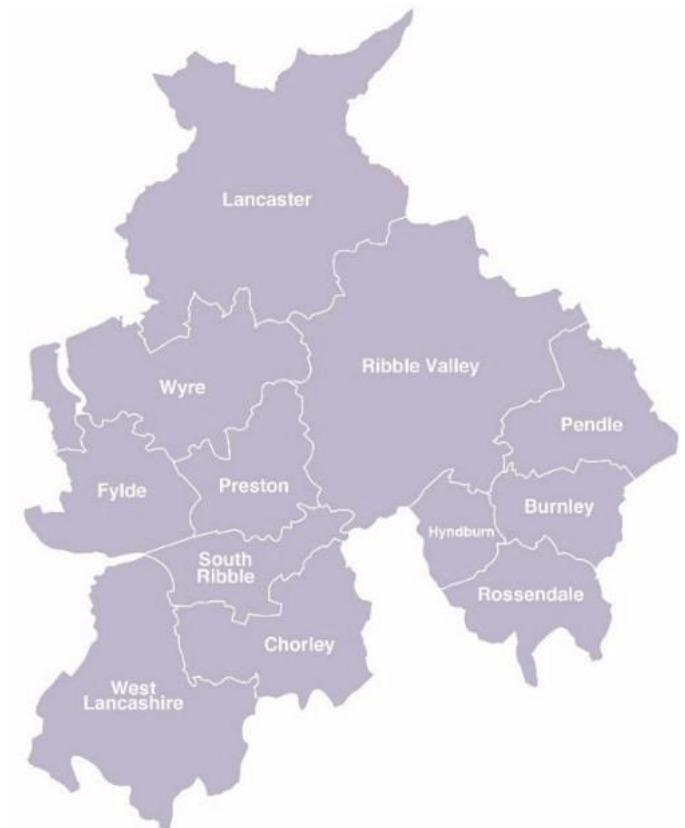 Lancaster
Ribble Valley
Wyre
Pendle
Preston
Fylde
Burnley
Hyndburn
South
Ribble
Rossendale
Chorley
West
Lancashire